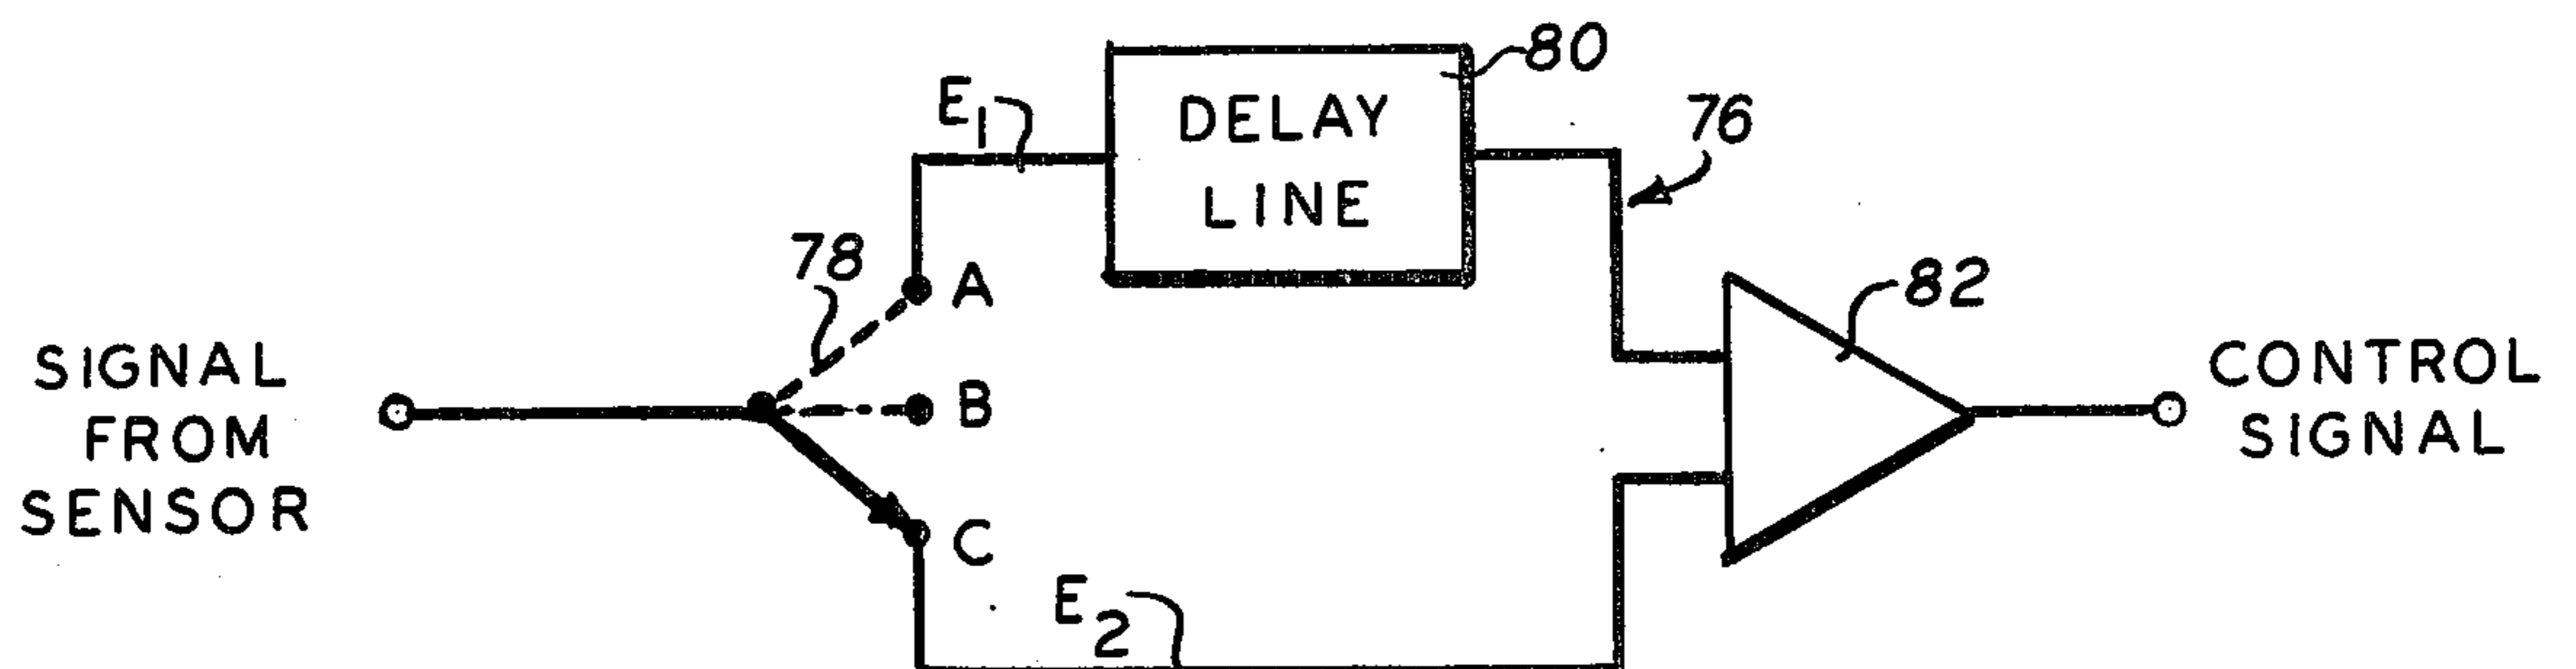 80
E1
DELAY
LINE
76
78
A
82
SIGNAL
FROM
SENSOR
B
CONTROL
SIGNAL
C
E2